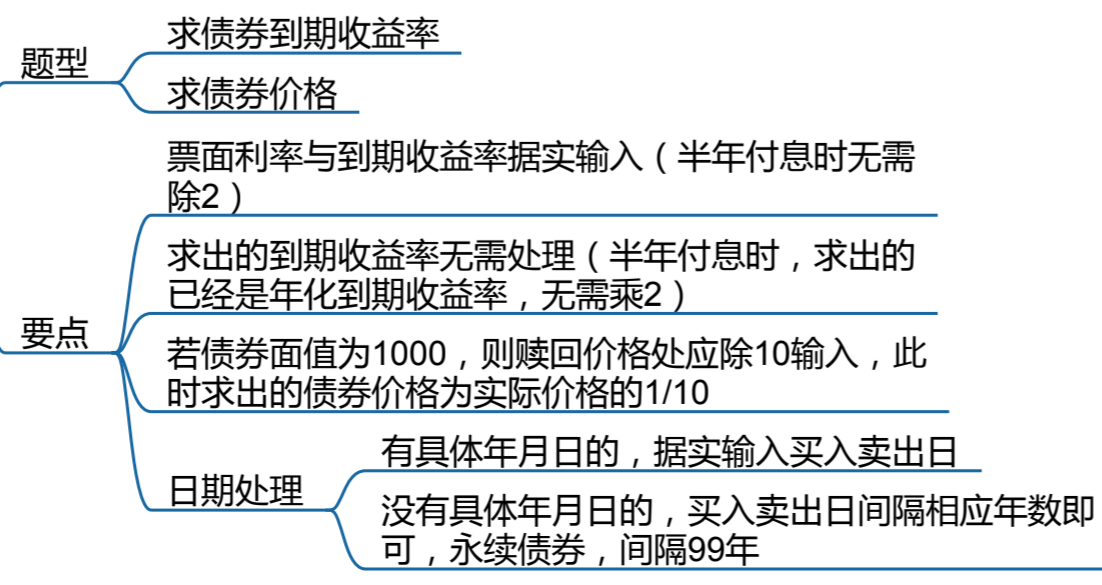 题型
求债券到期收益率
求债券价格
要点
票面利率与到期收益率据实输入（半年付息时无需
除2）
求出的到期收益率无需处理（半年付息时，求出的
已经是年化到期收益率，无需乘2）
若债券面值为1000，则赎回价格处应除10输入，此
时求出的债券价格为实际价格的1/10
日期处理
有具体年月日的，据实输入买入卖出日
没有具体年月日的，买入卖出日间隔相应年数即
可，永续债券，间隔99年